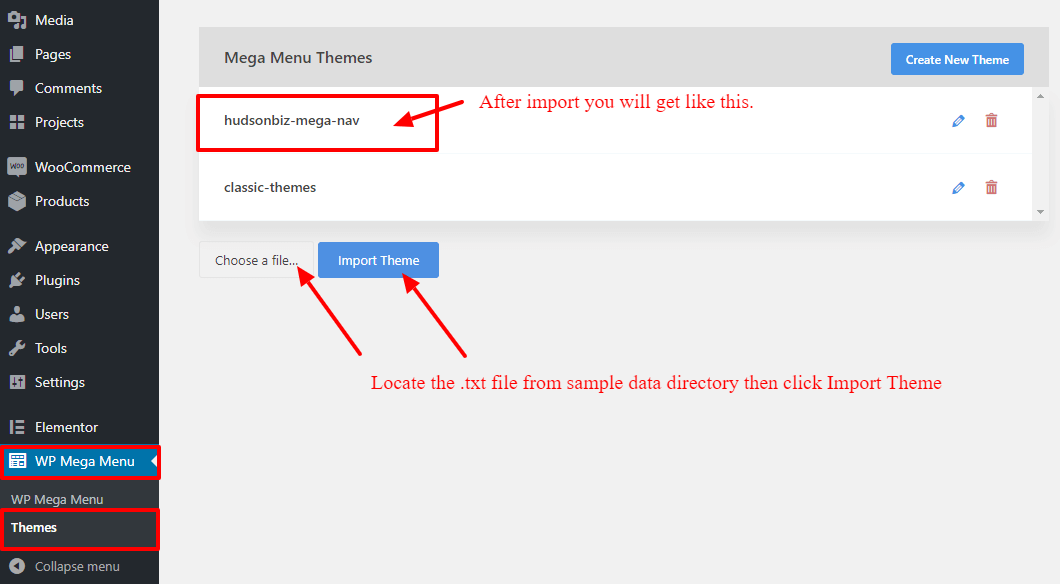 Media
Pages
Comments
Projects
Woo WooCommerce
Products
Appearance
Plugins
Users
Tools
Settings
Elementor
WP Mega Menu
WP Mega Menu
Themes
Collapse menu
Mega Menu Themes
Create New Theme
After import you will get like this.
hudsonbiz-mega-nav
classic-themes
Choose a file...
Import Theme
Locate the .txt file from sample data directory then click Import Theme